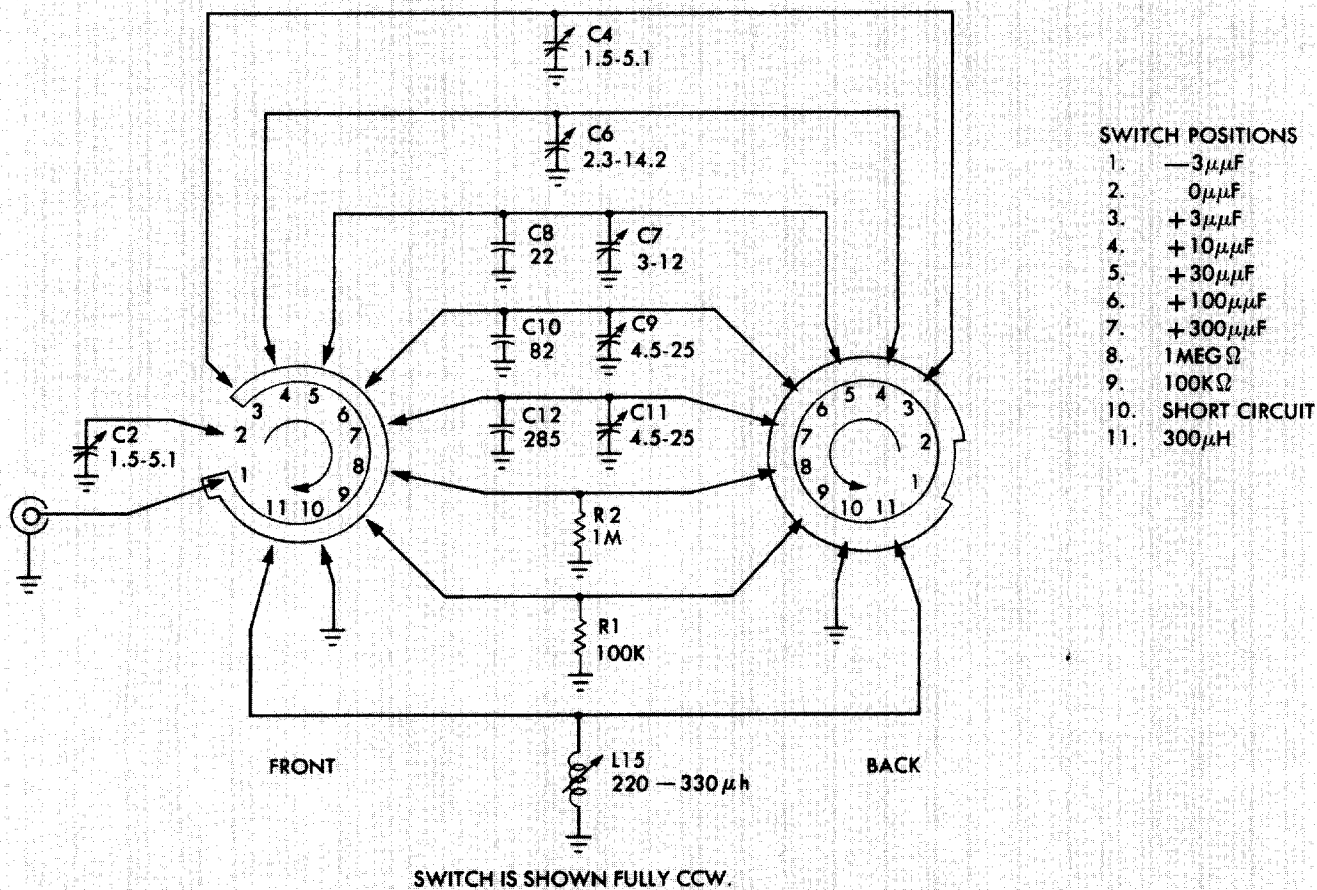 C4
1.5-5.1
C6
2.3-14.2
C8
22
C7
3-12
C10
82
C9
4.5-25
C12
285
C11
4.5-25
C2
1.5-5.1
R2
1M
R1
100K
L15
220 — 330 μh
1
2
3
4
5
6
7
8
9
10
11
FRONT
5
4
3
2
1
11
10
9
8
7
6
BACK
SWITCH POSITIONS
1. —3μμF
2. 0μμF
3. +3μμF
4. +10μμF
5. +30μμF
6. +100μμF
7. +300μμF
8. 1MEGΩ
9. 100KΩ
10. SHORT CIRCUIT
11. 300μH
SWITCH IS SHOWN FULLY CCW.